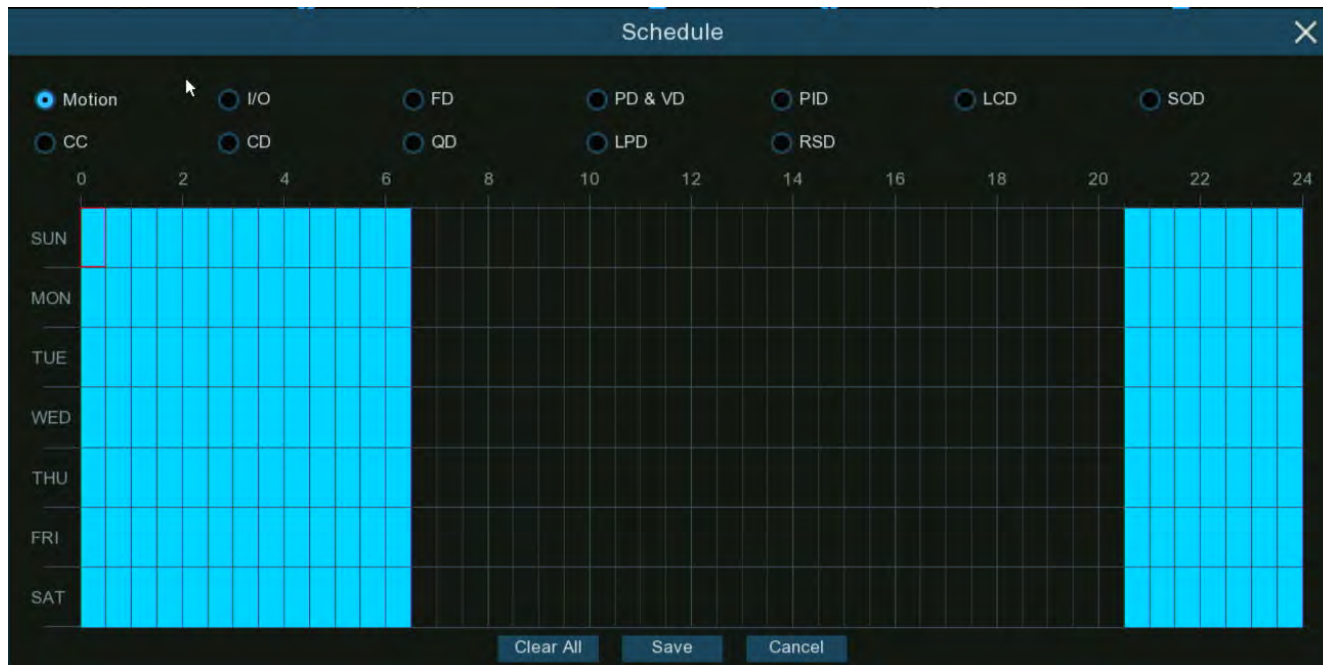 Schedule
Motion I/O FD PD & VD PID LCD SOD
CC CD QD LPD RSD
0 2 4 6 8 10 12 14 16 18 20 22 24
SUN
MON
TUE
WED
THU
FRI
SAT
Clear All Save Cancel